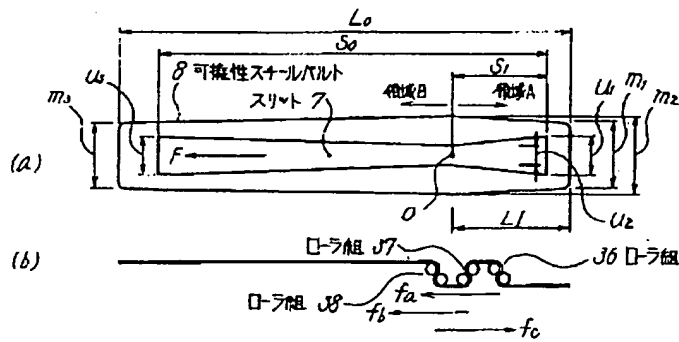 L0
S0
8 可撓性スチールベルト
S1
スリット 7
領域B
領域A
u3
m3
u1
m1
m2
(a)
F
O
u2
L1
(b)
ローラ組 37
36 ローラ組
ローラ組 38
fa
fb
fc